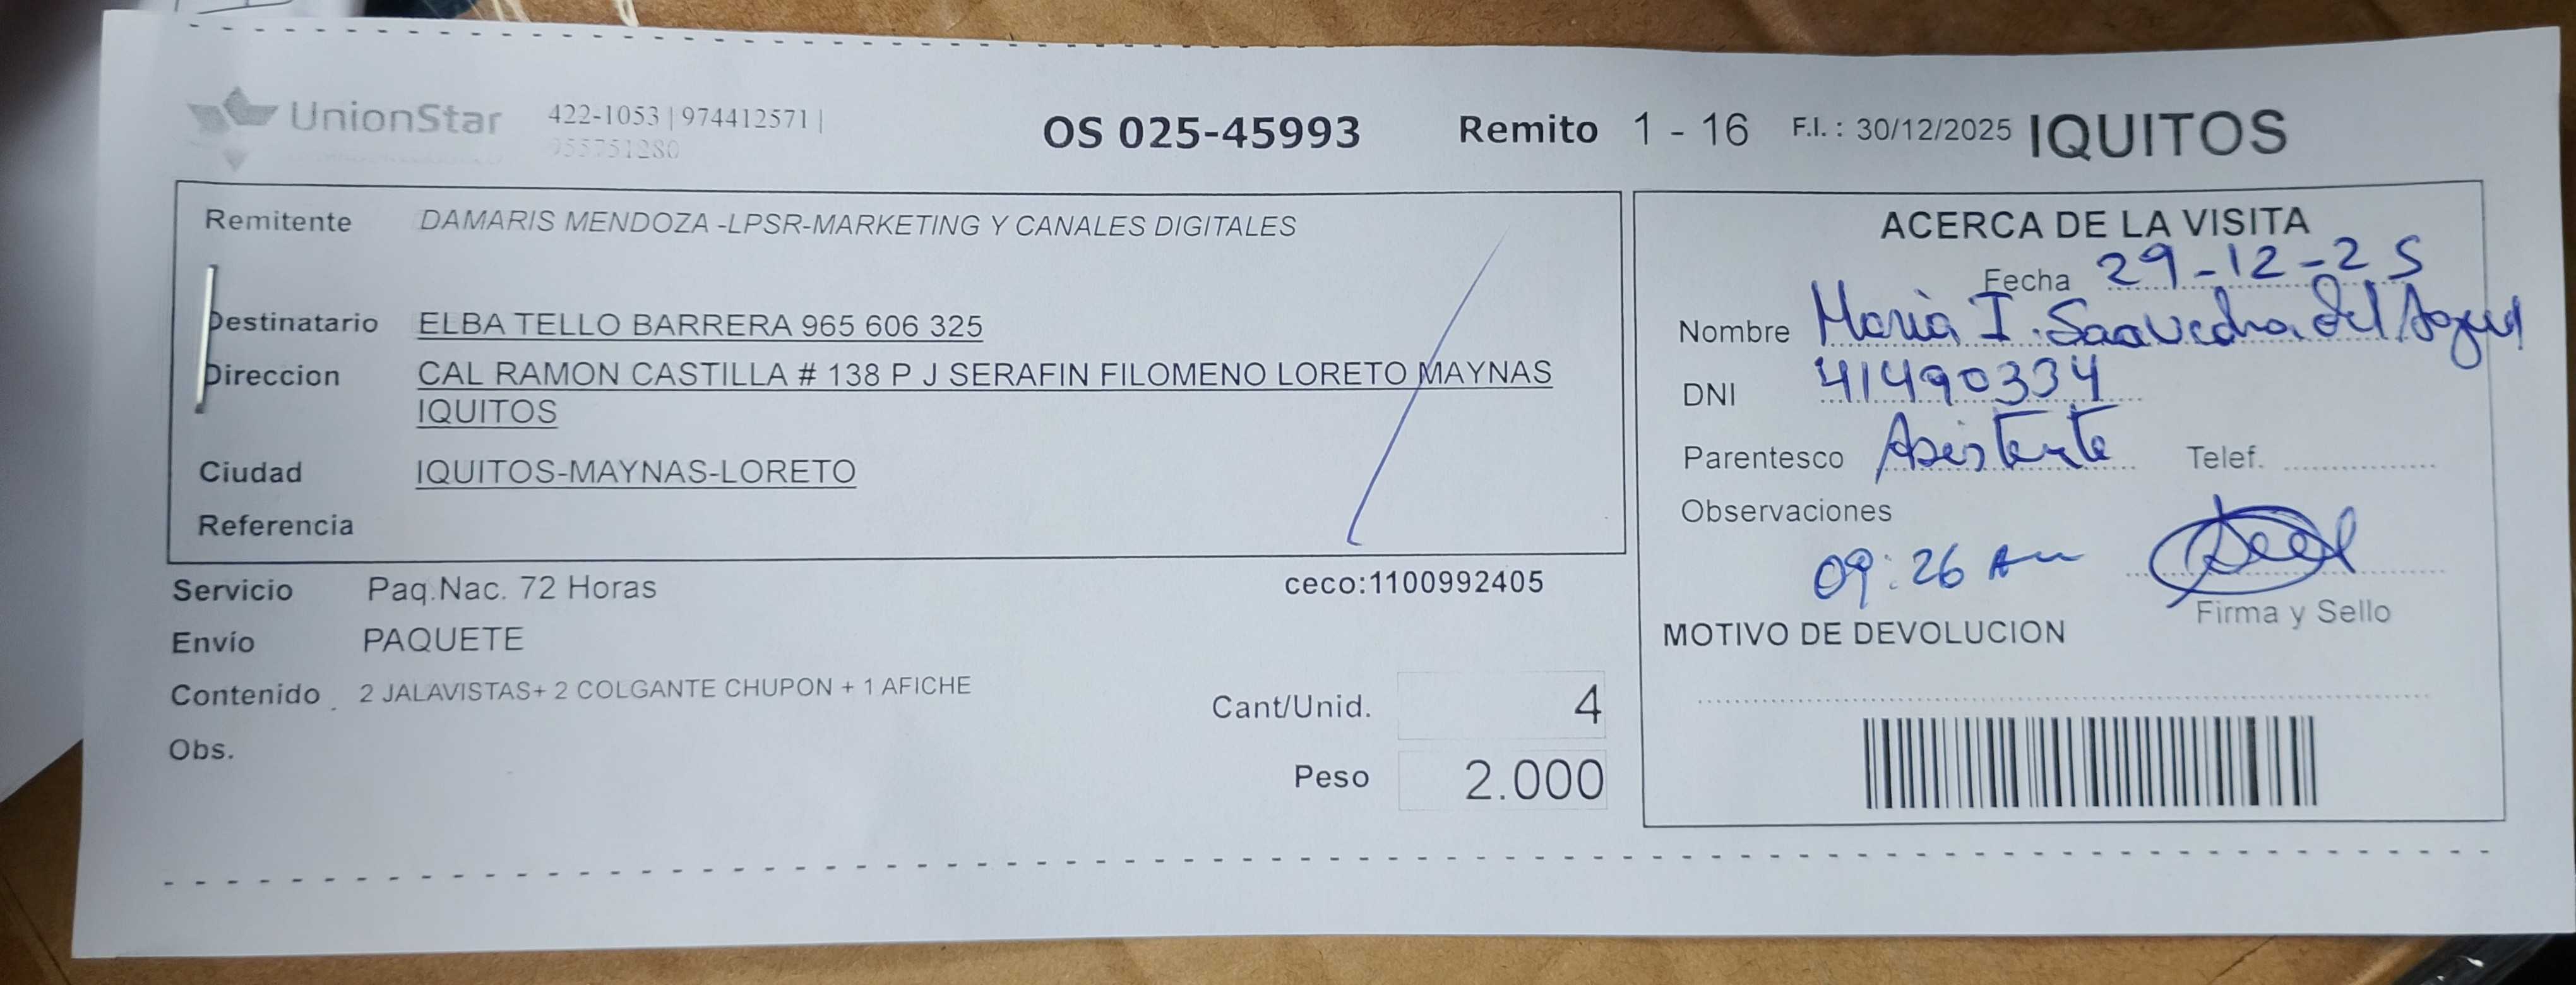 UnionStar 422-1053 | 974412571 |
955751280
OS 025-45993 Remito 1 - 16 F.I. : 30/12/2025 IQUITOS
Remitente DAMARIS MENDOZA -LPSR-MARKETING Y CANALES DIGITALES
Destinatario ELBA TELLO BARRERA 965 606 325
Direccion CAL RAMON CASTILLA # 138 P J SERAFIN FILOMENO LORETO MAYNAS
IQUITOS
Ciudad IQUITOS-MAYNAS-LORETO
Referencia
Servicio Paq.Nac. 72 Horas ceco:1100992405
Envío PAQUETE
Contenido 2 JALAVISTAS+ 2 COLGANTE CHUPON + 1 AFICHE
Cant/Unid. 4
Obs.
Peso 2.000
ACERCA DE LA VISITA
Fecha 29-12-25
Nombre Maria I. Saavedra Del Aguil
DNI 41490334
Parentesco Asistente Telef.
Observaciones
09:26 Am
Firma y Sello
MOTIVO DE DEVOLUCION